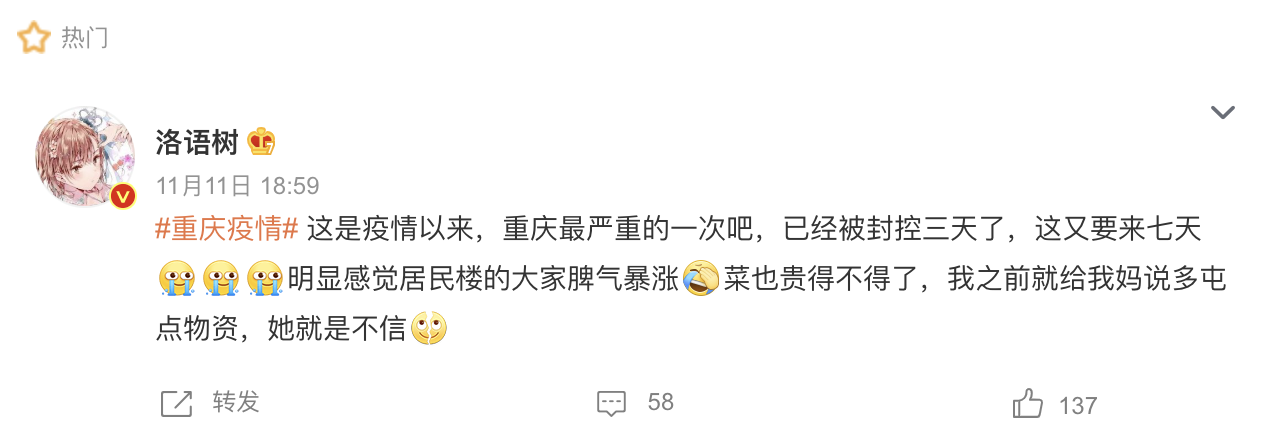 热门
洛语树
11月11日 18:59
#重庆疫情# 这是疫情以来，重庆最严重的一次吧，已经被封控三天了，这又要来七天
😭😭😭明显感觉居民楼的大家脾气暴涨🤣菜也贵得不得了，我之前就给我妈说多屯
点物资，她就是不信
转发
58
137